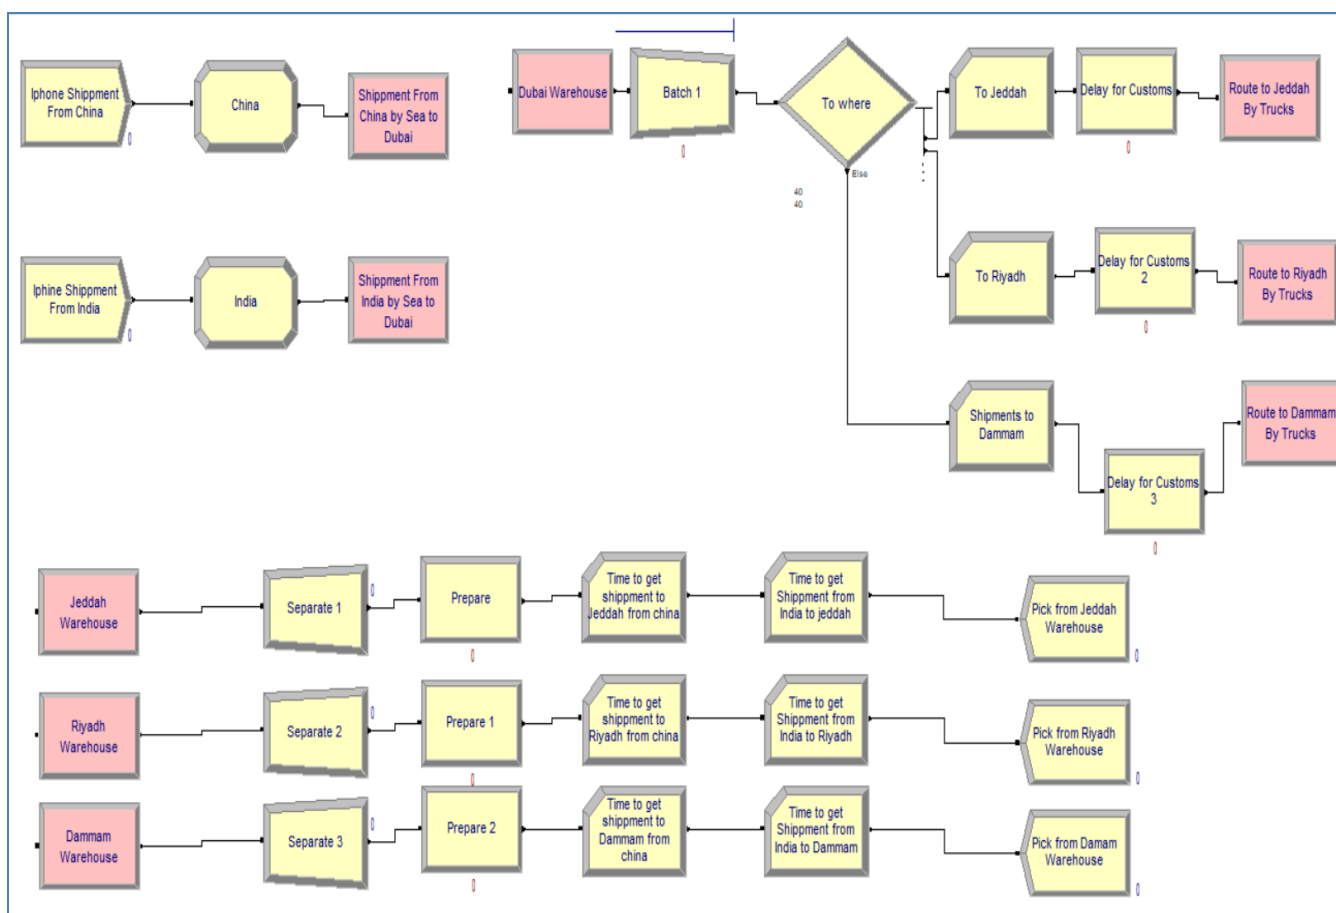 Iphone Shippment
From China
0
China
Shippment From
China by Sea to
Dubai
Dubai Warehouse
Batch 1
0
To where
Else
40
40
To Jeddah
Delay for Customs
0
Route to Jeddah
By Trucks
Iphine Shippment
From India
0
India
Shippment From
India by Sea to
Dubai
To Riyadh
Delay for Customs
2
0
Route to Riyadh
By Trucks
Shipments to
Dammam
Delay for Customs
3
0
Route to Dammam
By Trucks
Jeddah
Warehouse
Separate 1
0
Prepare
0
Time to get
shippment to
Jeddah from china
Time to get
Shippment from
India to jeddah
Pick from Jeddah
Warehouse
0
Riyadh
Warehouse
Separate 2
0
Prepare 1
0
Time to get
shippment to
Riyadh from china
Time to get
Shippment from
India to Riyadh
Pick from Riyadh
Warehouse
0
Dammam
Warehouse
Separate 3
0
Prepare 2
0
Time to get
shippment to
Dammam from
china
Time to get
Shippment from
India to Dammam
Pick from Damam
Warehouse
0